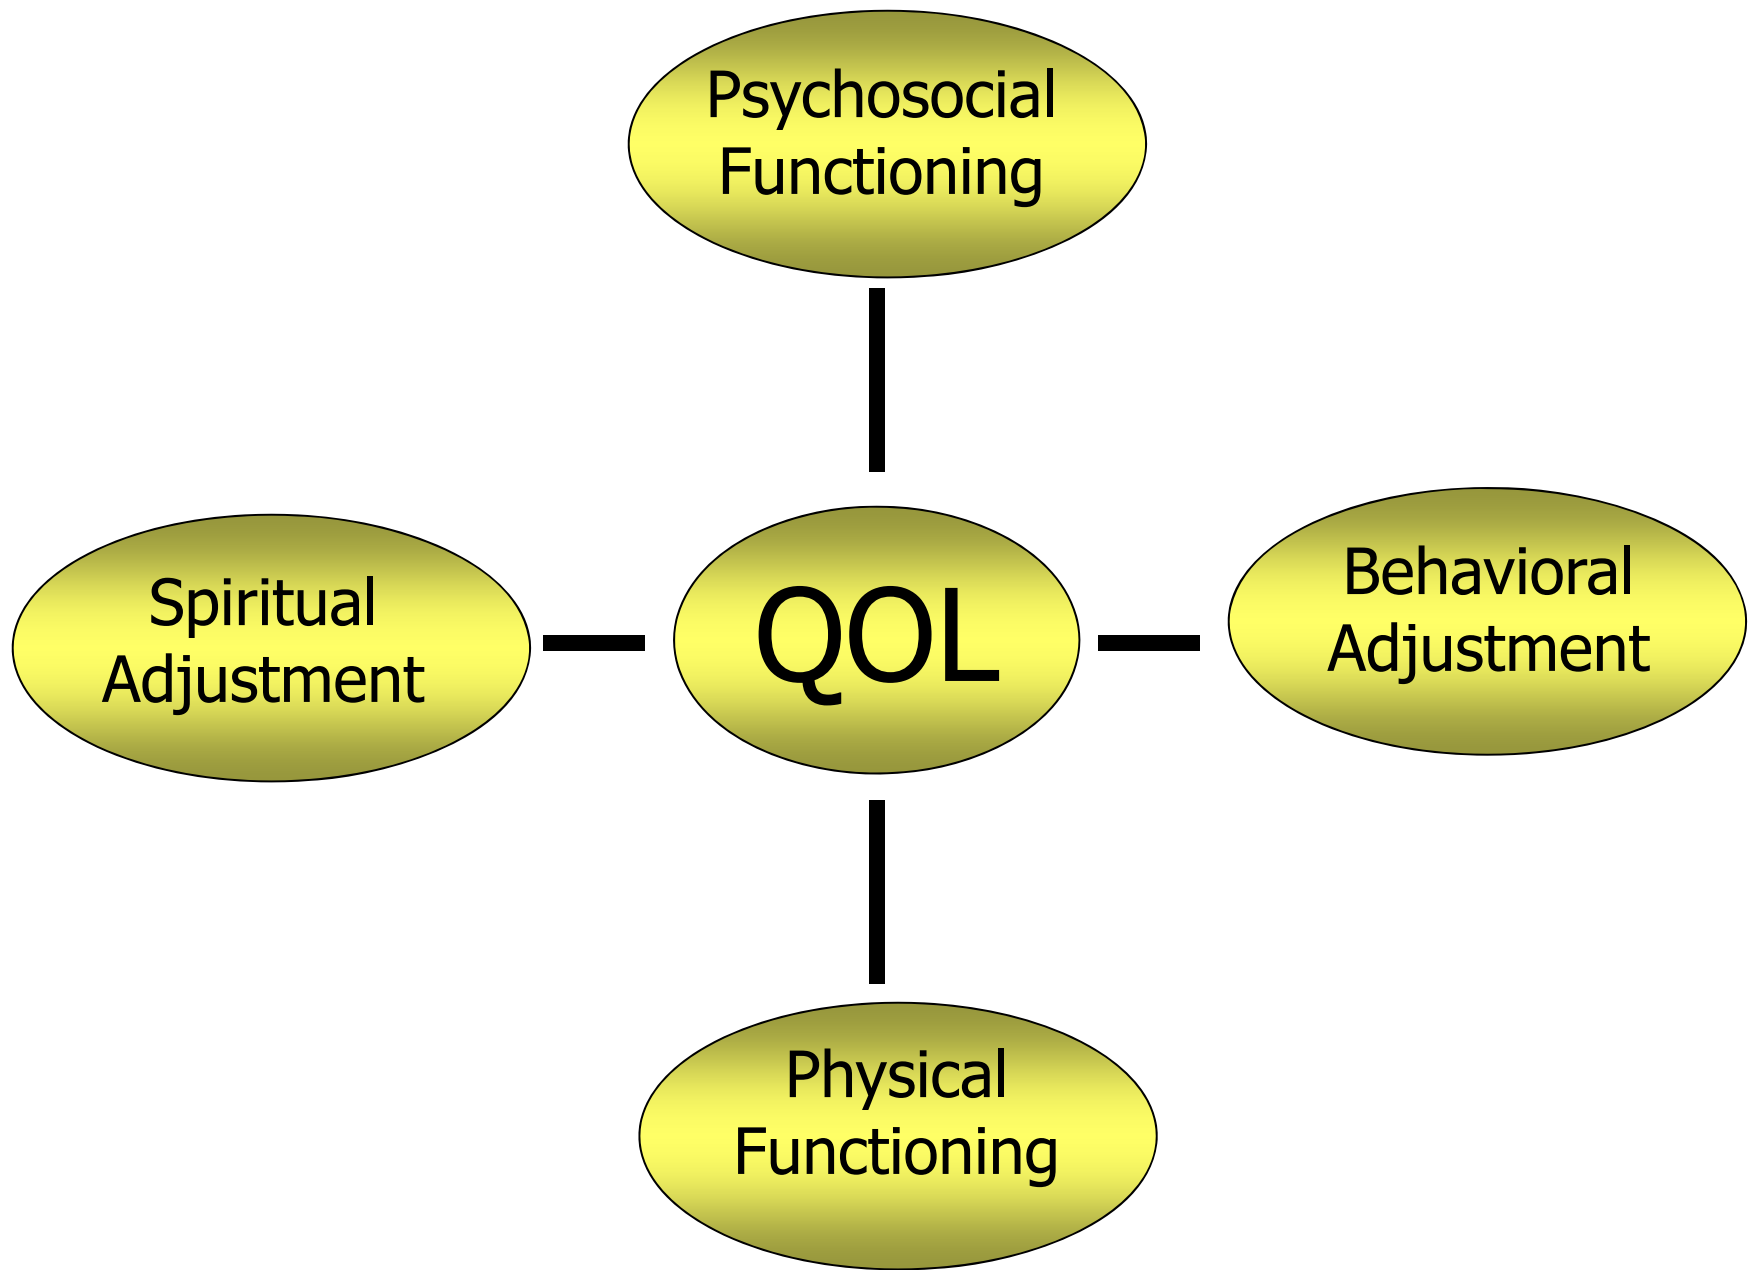 Psychosocial
Functioning
Spiritual
Adjustment
QOL
Behavioral
Adjustment
Physical
Functioning